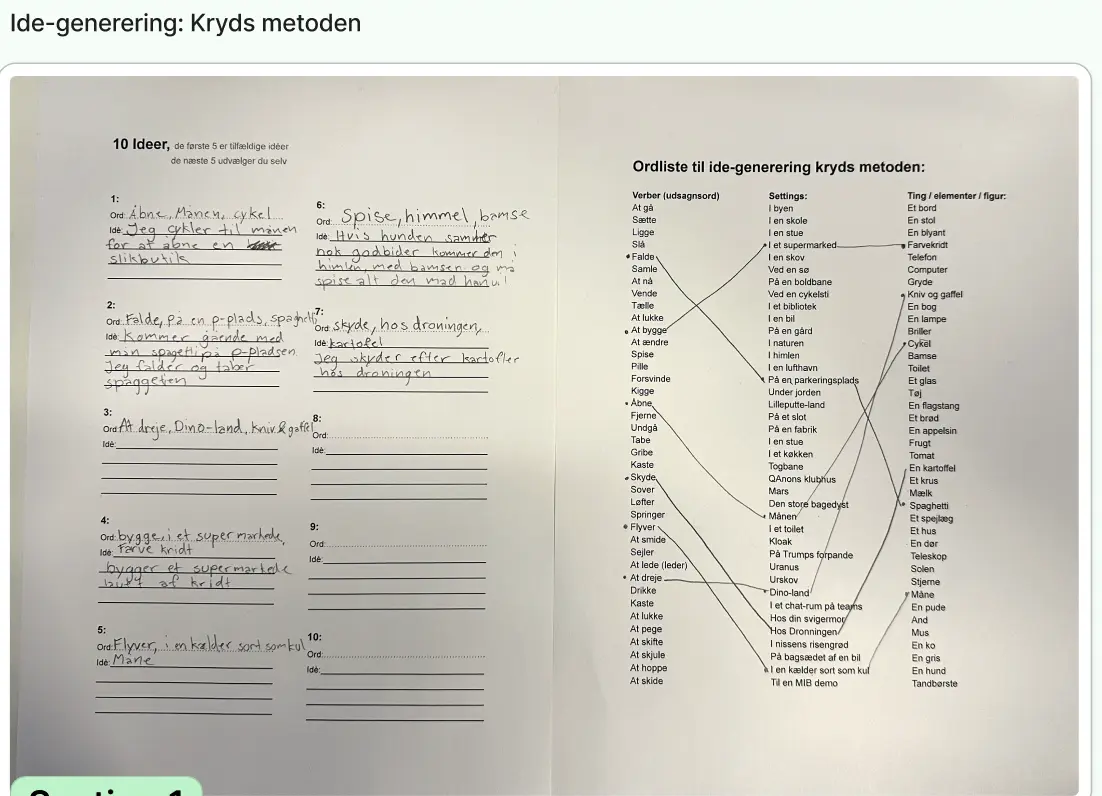 Ide-generering: Kryds metoden
10 Ideer, de første 5 er tilfældige idéer
de næste 5 udvælger du selv
1:
Ord: Åbne, Månen, cykel
Idé: Jeg cykler til månen
for at åbne en
slikbutik
2:
Ord: Falde, på en p-plads, spaghetti
Idé: Kommer gående med
min spagetti på p-pladsen
Jeg falder og taber
spaggetien
3:
Ord: At dreje, Dino-land, kniv & gaffel
Idé:
4:
Ord: bygge, i et super markede,
Idé: Farve kridt
bygger et supermarkede
lavet af kridt
5:
Ord: Flyver, i en kælder sort som kul
Idé: Måne
6:
Ord: Spise, himmel, bamse
Idé: Hvis hunden samler
nok godbider kommer den i
himlen, med bamsen og må
spise alt den mad han vil
7:
Ord: skyde, hos droningen,
Idé: kartofel
Jeg skyder efter kartofler
hos droningen
8:
Ord:
Idé:
9:
Ord:
Idé:
10:
Ord:
Idé:
Ordliste til ide-generering kryds metoden:
Verber (udsagnsord)
At gå
Sætte
Ligge
Slå
Falde
Samle
At nå
Vende
Tælle
At lukke
At bygge
At ændre
Spise
Pille
Forsvinde
Kigge
Åbne
Fjerne
Undgå
Tabe
Gribe
Kaste
Skyde
Sover
Løfter
Springer
Flyver
At smide
Sejler
At lede (leder)
At dreje
Drikke
Kaste
At lukke
At pege
At skifte
At skjule
At hoppe
At skide
Settings:
I byen
I en skole
I en stue
I et supermarked
I en skov
Ved en sø
På en boldbane
Ved en cykelsti
I et bibliotek
I en bil
På en gård
I naturen
I himlen
I en lufthavn
På en parkeringsplads
Under jorden
Lilleputte-land
På et slot
På en fabrik
I en stue
I et køkken
Togbane
QAnons klubhus
Mars
Den store bagedyst
Månen
I et toilet
Kloak
På Trumps forpande
Uranus
Urskov
Dino-land
I et chat-rum på teams
Hos din svigermor
Hos Dronningen
I nissens risengrød
På bagsædet af en bil
I en kælder sort som kul
Til en MIB demo
Ting / elementer / figur:
Et bord
En stol
En blyant
Farvekridt
Telefon
Computer
Gryde
Kniv og gaffel
En bog
En lampe
Briller
Cykel
Bamse
Toilet
Et glas
Tøj
En flagstang
Et brød
En appelsin
Frugt
Tomat
En kartoffel
Et krus
Mælk
Spaghetti
Et spejlæg
Et hus
En dør
Teleskop
Solen
Stjerne
Måne
En pude
And
Mus
En ko
En gris
En hund
Tandbørste